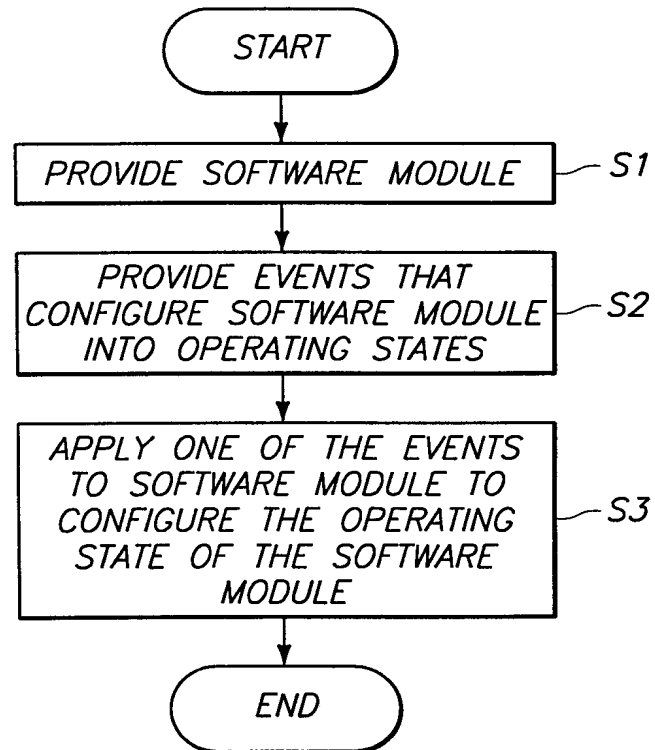 START
PROVIDE SOFTWARE MODULE
S1
PROVIDE EVENTS THAT
CONFIGURE SOFTWARE MODULE
INTO OPERATING STATES
S2
APPLY ONE OF THE EVENTS
TO SOFTWARE MODULE TO
CONFIGURE THE OPERATING
STATE OF THE SOFTWARE
MODULE
S3
END